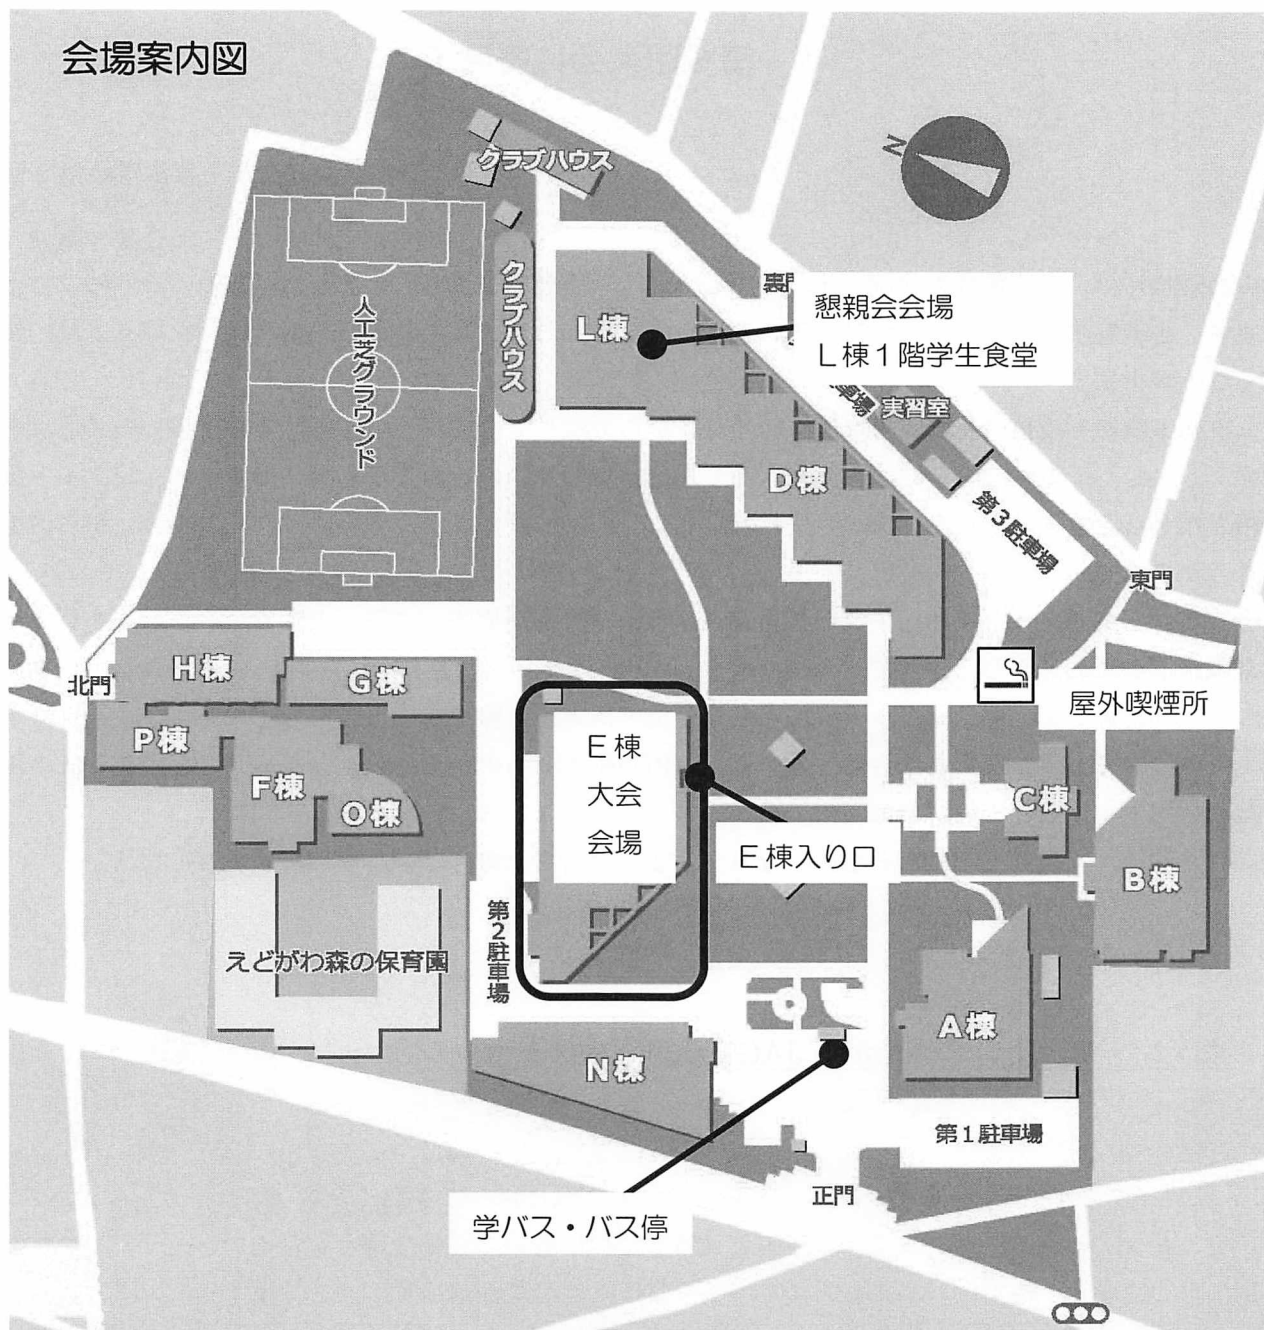 会場案内図
N
クラブハウス
クラブハウス
人工芝グラウンド
裏門
懇親会会場
L棟1階学生食堂
L棟
車場
実習室
D棟
第3駐車場
東門
H棟
G棟
北門
屋外喫煙所
P棟
F棟
O棟
E棟
大会
会場
C棟
E棟入り口
B棟
第2駐車場
えどがわ森の保育園
A棟
N棟
第1駐車場
正門
学バス・バス停